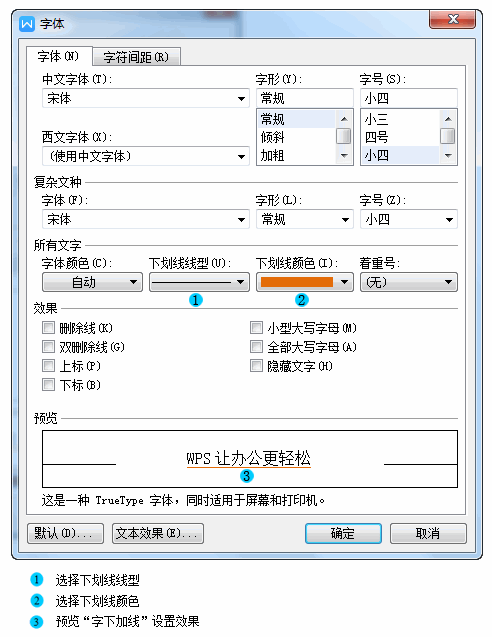 字体
字体(N) 字符间距(R)
中文字体(T): 字形(Y): 字号(S):
宋体 常规 小四
常规 小三
倾斜 四号
加粗 小四
西文字体(X):
(使用中文字体)
复杂文种
字体(F): 字形(L): 字号(Z):
宋体 常规 小四
所有文字
字体颜色(C): 下划线线型(U): 下划线颜色(I): 着重号:
自动 (无)
1 2
效果
删除线(K) 小型大写字母(M)
双删除线(G) 全部大写字母(A)
上标(P) 隐藏文字(H)
下标(B)
预览
WPS 让办公更轻松
3
这是一种 TrueType 字体，同时适用于屏幕和打印机。
默认(D)... 文本效果(E)... 确定 取消
1 选择下划线线型
2 选择下划线颜色
3 预览“字下加线”设置效果